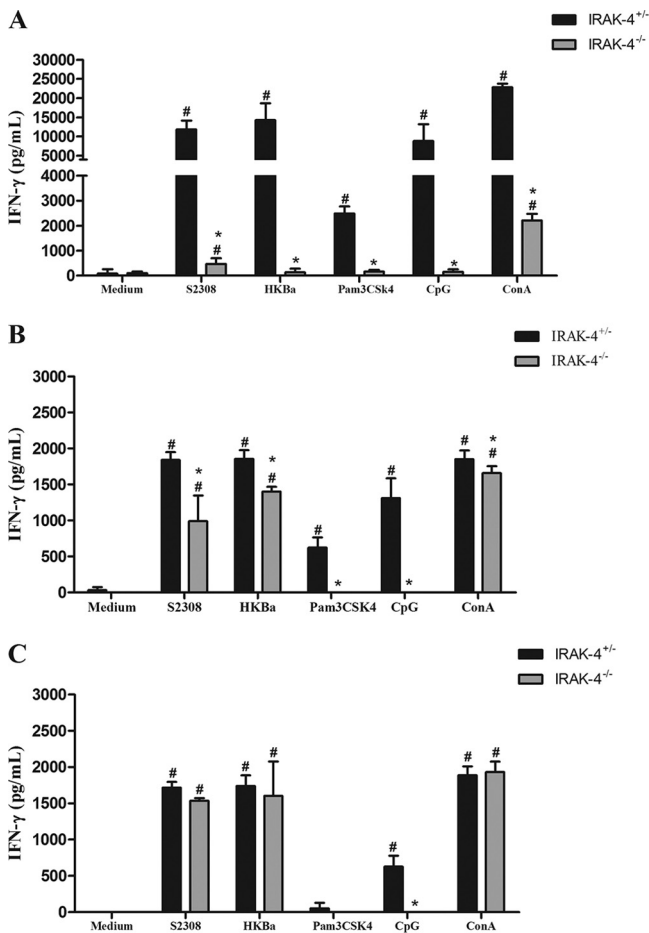 A
IRAK-4+/-
IRAK-4-/-
IFN-γ (pg/mL)
30000
25000
20000
15000
10000
5000
4000
3000
2000
1000
0
# # # # #
* # * * * * #
Medium S2308 HKBa Pam3CSk4 CpG ConA
B
IRAK-4+/-
IRAK-4-/-
IFN-γ (pg/mL)
3000
2500
2000
1500
1000
500
0
# * # # * # # * # * # * #
Medium S2308 HKBa Pam3CSK4 CpG ConA
C
IRAK-4+/-
IRAK-4-/-
IFN-γ (pg/mL)
3000
2500
2000
1500
1000
500
0
# # # # # * # #
Medium S2308 HKBa Pam3CSK4 CpG ConA